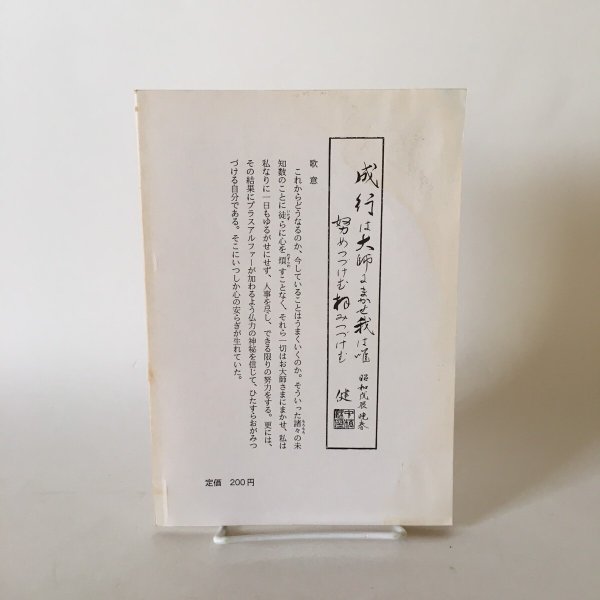 成行は大師にまかせ我は唯
努めつづけむ拝みつづけむ
昭和戊辰晩春
健
歌意
これからどうなるのか、今していることはうまくいくのか。そういった諸々の未
知数のことに徒らに心を煩すことなく、それら一切はお大師さまにまかせ、私は
私なりに一日もゆるがせにせず、人事を尽し、できる限りの努力をする。更には、
その結果にプラスアルファーが加わるよう仏力の神秘を信じて、ひたすらおがみつ
づける自分である。そこにいつしか心の安らぎが生れていた。
定価 200円